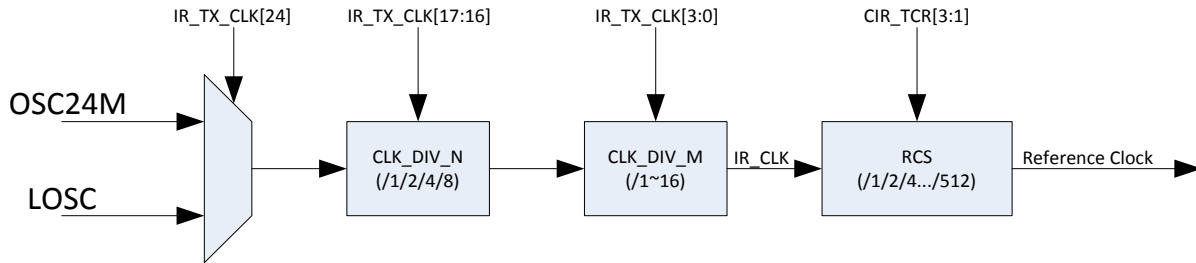 IR_TX_CLK[24]
IR_TX_CLK[17:16]
IR_TX_CLK[3:0]
CIR_TCR[3:1]
OSC24M
LOSC
CLK_DIV_N
(/1/2/4/8)
CLK_DIV_M
(/1~16)
IR_CLK
RCS
(/1/2/4.../512)
Reference Clock